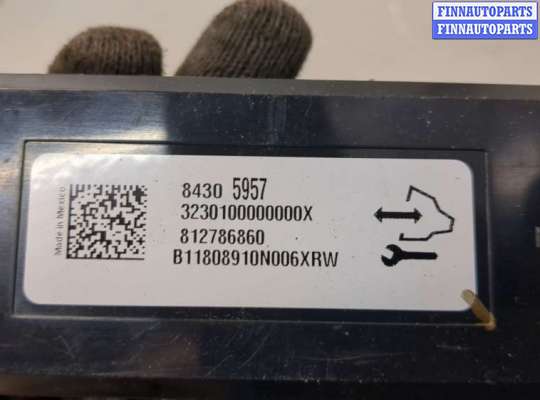 FINNAUTOPARTS
FINNAUTOPARTS
Made in Mexico
8430 5957
3230100000000X
812786860
B11808910N006XRW